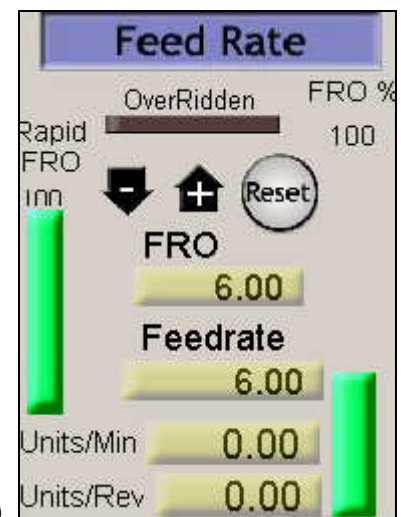 Feed Rate
OverRidden
FRO %
Rapid
FRO
100
100
-
+
Reset
FRO
6.00
Feedrate
6.00
Units/Min 0.00
Units/Rev 0.00